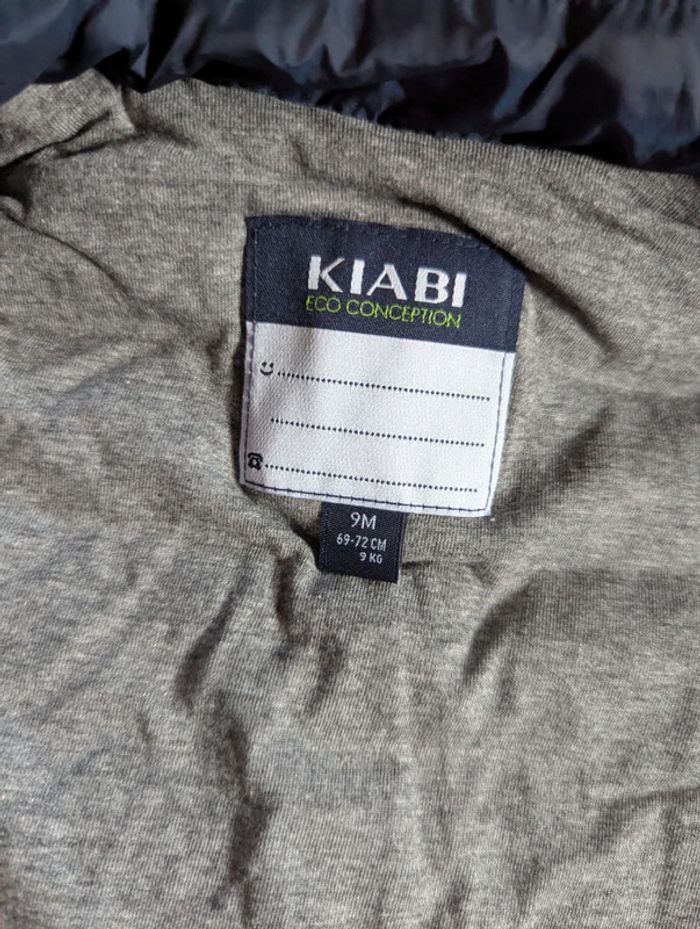 KIABI
ECO CONCEPTION
9M
69-72 CM
9 KG